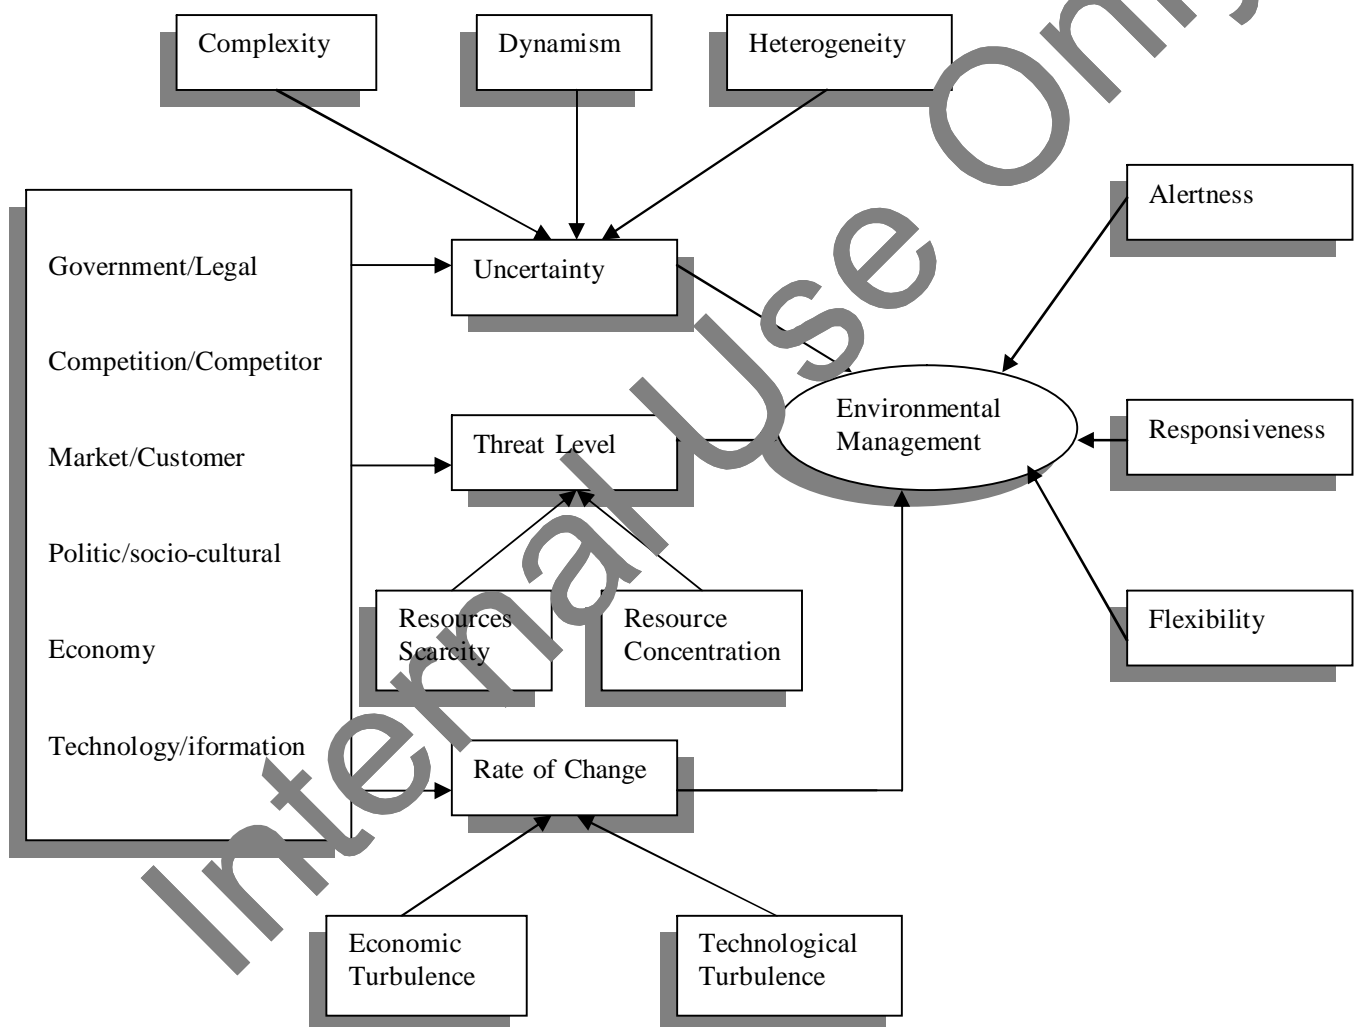 Complexity
Dynamism
Heterogeneity
Alertness
Government/Legal
Uncertainty
Competition/Competitor
Environmental
Management
Responsiveness
Market/Customer
Threat Level
Politic/socio-cultural
Resources
Scarcity
Resource
Concentration
Flexibility
Economy
Technology/iformation
Rate of Change
Economic
Turbulence
Technological
Turbulence
Internal Use Only